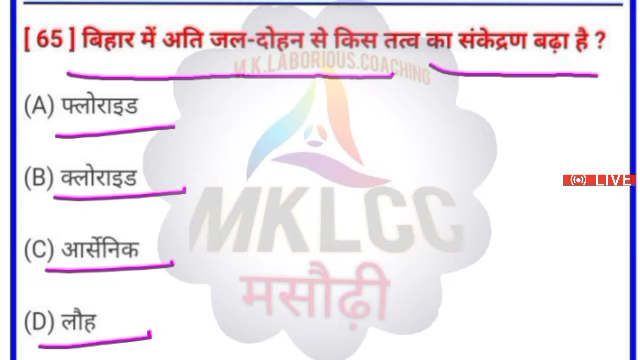 [ 65 ] बिहार में अति जल-दोहन से किस तत्व का संकेद्रण बढ़ा है ?
M.K.LABORIOUS.COACHING
(A) फ्लोराइड
(B) क्लोराइड
LIVE
MKLCC
(C) आर्सेनिक
मसौढ़ी
(D) लौह